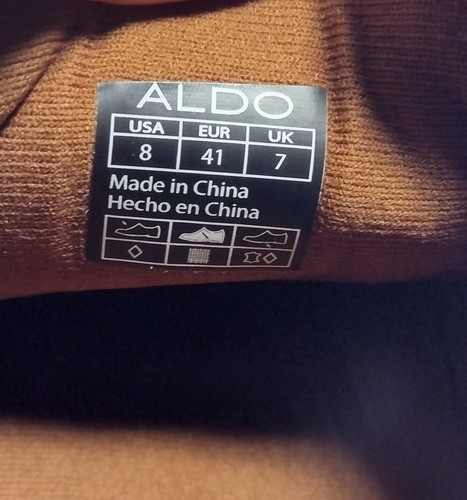 ALDO
USA EUR UK
8 41 7
Made in China
Hecho en China